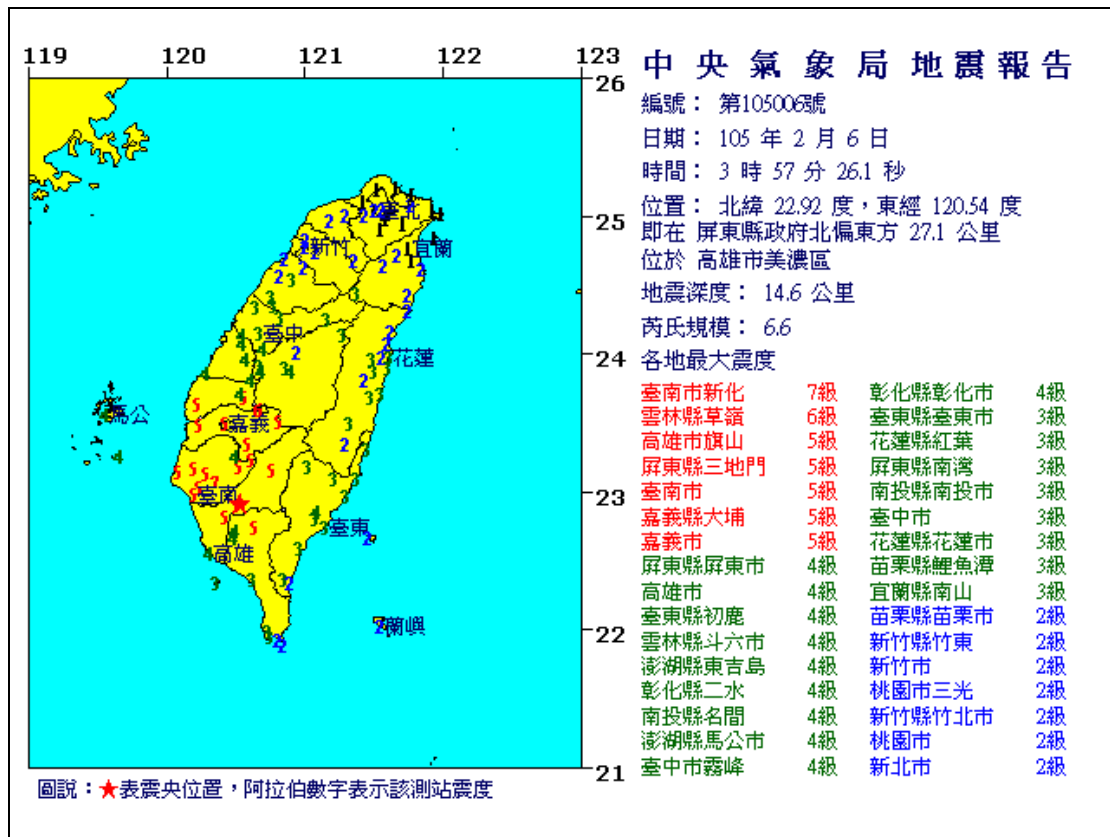 119 120 121 122 123
26
25
24
23
22
21
臺北
新竹
宜蘭
臺中
花蓮
馬公
嘉義
臺南
臺東
高雄
蘭嶼
圖說：★表震央位置，阿拉伯數字表示該測站震度
中央氣象局地震報告
編號： 第105006號
日期： 105 年 2 月 6 日
時間： 3 時 57 分 26.1 秒
位置： 北緯 22.92 度，東經 120.54 度
即在 屏東縣政府北偏東方 27.1 公里
位於 高雄市美濃區
地震深度： 14.6 公里
芮氏規模： 6.6
各地最大震度
臺南市新化 7級 彰化縣彰化市 4級
雲林縣草嶺 6級 臺東縣臺東市 3級
高雄市旗山 5級 花蓮縣紅葉 3級
屏東縣三地門 5級 屏東縣南灣 3級
臺南市 5級 南投縣南投市 3級
嘉義縣大埔 5級 臺中市 3級
嘉義市 5級 花蓮縣花蓮市 3級
屏東縣屏東市 4級 苗栗縣鯉魚潭 3級
高雄市 4級 宜蘭縣南山 3級
臺東縣初鹿 4級 苗栗縣苗栗市 2級
雲林縣斗六市 4級 新竹縣竹東 2級
澎湖縣東吉島 4級 新竹市 2級
彰化縣二水 4級 桃園市三光 2級
南投縣名間 4級 新竹縣竹北市 2級
澎湖縣馬公市 4級 桃園市 2級
臺中市霧峰 4級 新北市 2級